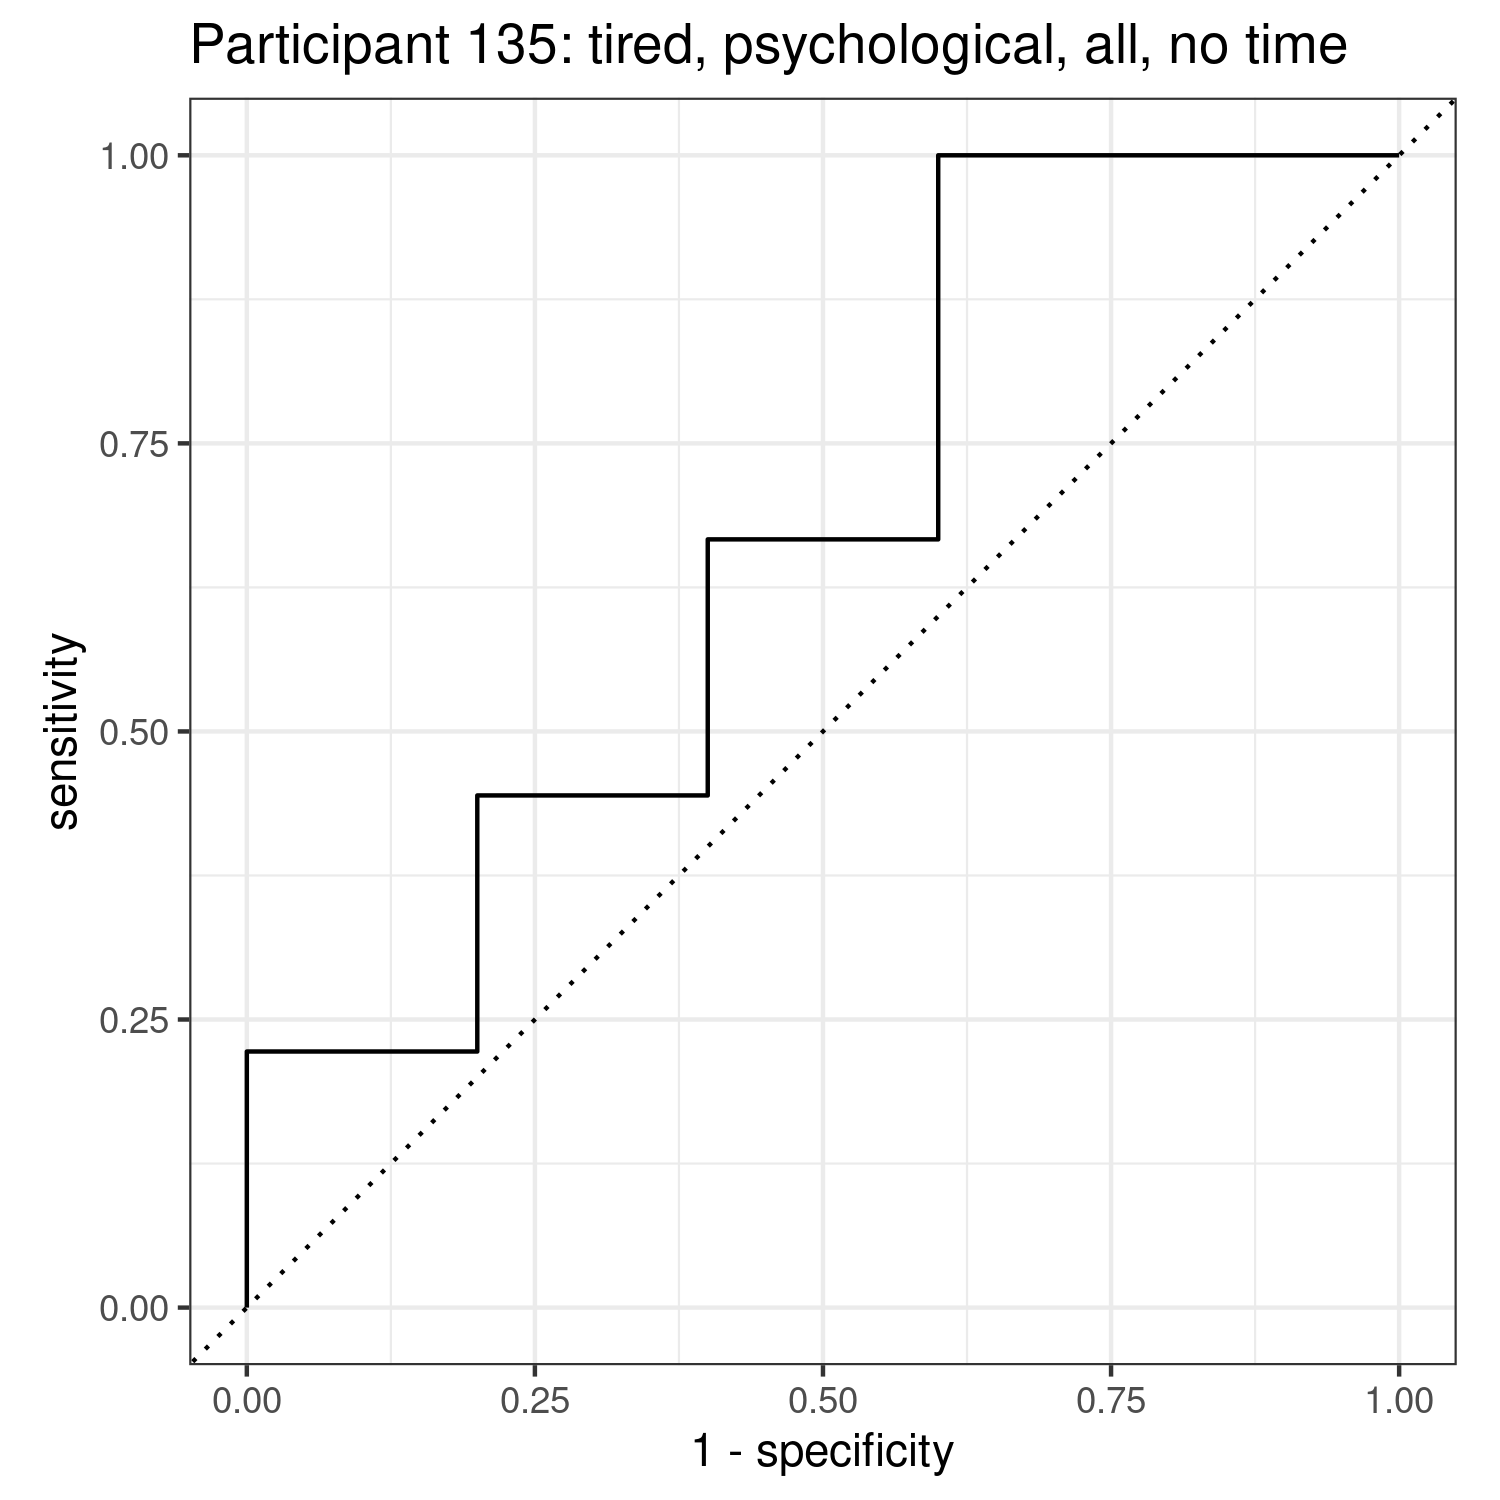 Participant 135: tired, psychological, all, no time
1.00
0.75
0.50
0.25
0.00
sensitivity
0.00 0.25 0.50 0.75 1.00
1 - specificity